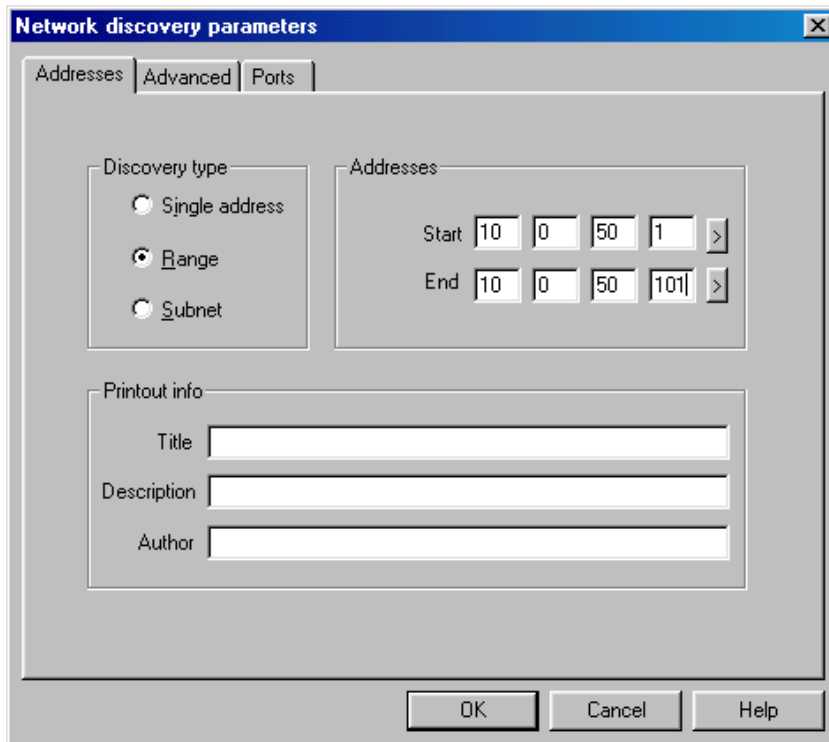 Network discovery parameters
Addresses Advanced Ports
Discovery type
Single address
Range
Subnet
Addresses
Start 10 0 50 1 >
End 10 0 50 101 >
Printout info
Title
Description
Author
OK Cancel Help